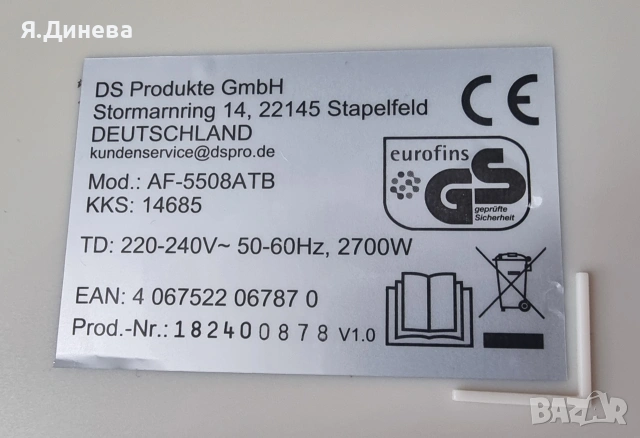 Я.Динева
DS Produkte GmbH
Stormarnring 14, 22145 Stapelfeld
DEUTSCHLAND
kundenservice@dspro.de
Mod.: AF-5508ATB
KKS: 14685
TD: 220-240V~ 50-60Hz, 2700W
EAN: 4 067522 06787 0
Prod.-Nr.: 182400878 V1.0
CE
eurofins
GS
geprüfte
Sicherheit
BAZAR